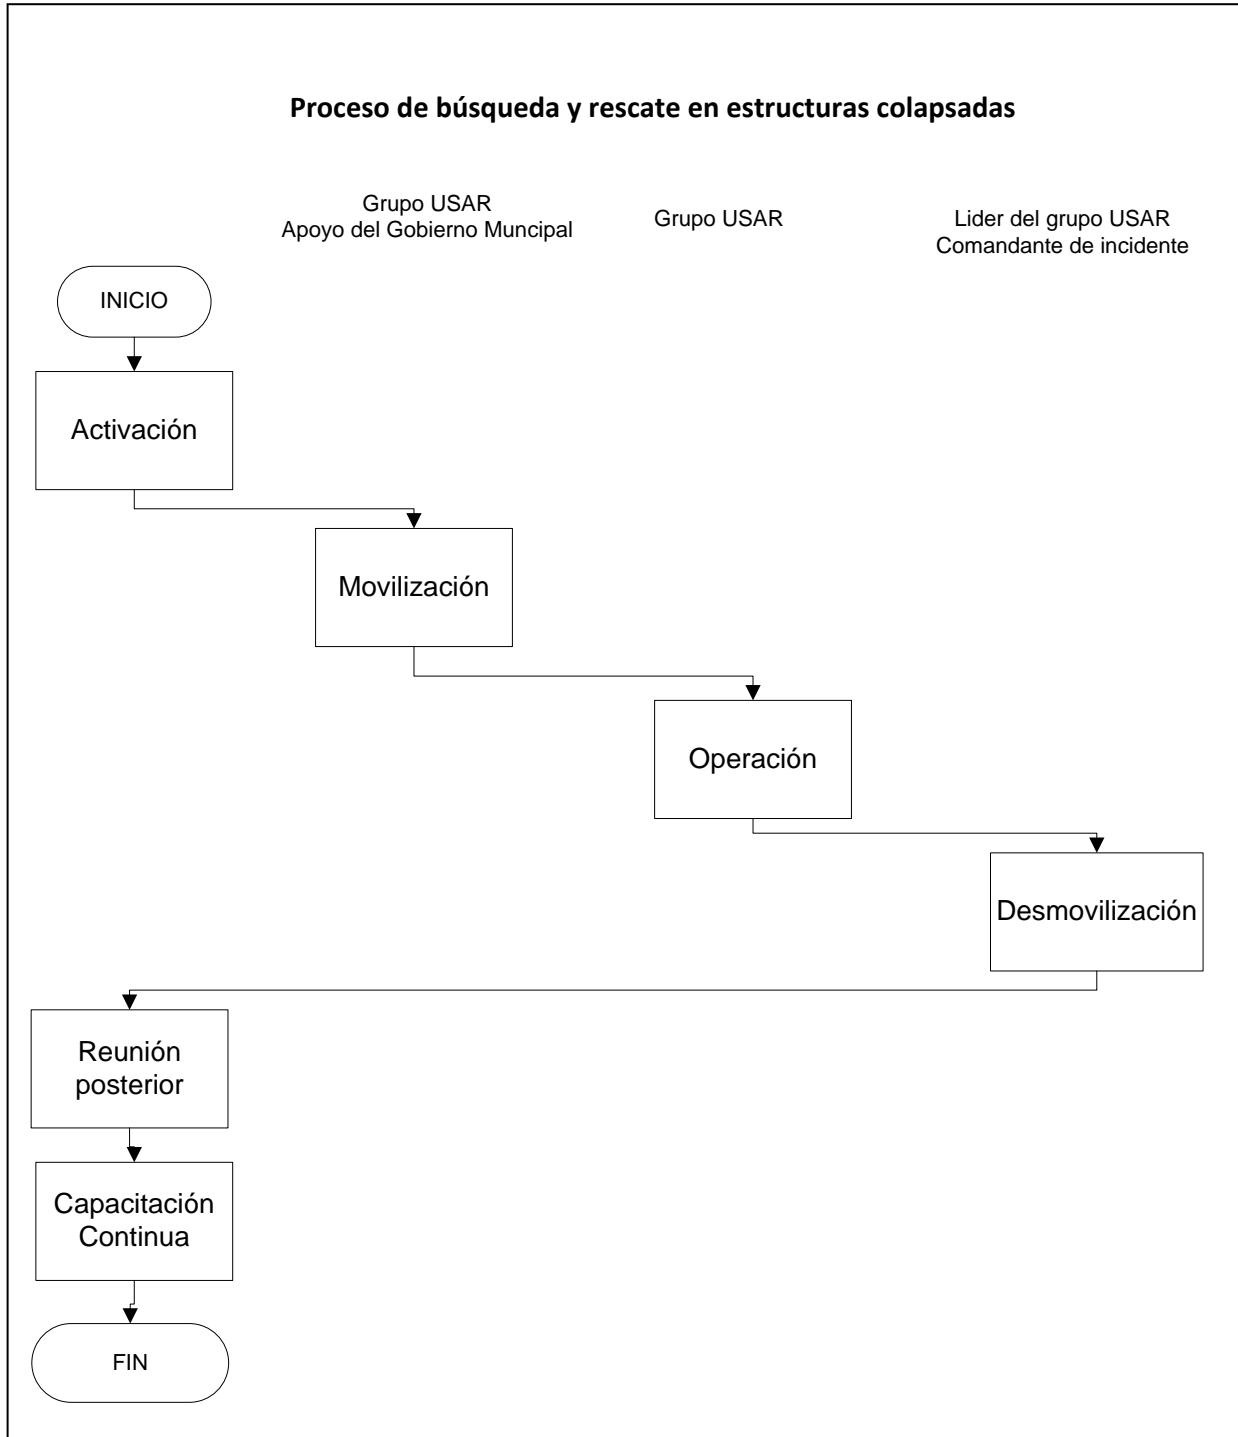 Proceso de búsqueda y rescate en estructuras colapsadas
Grupo USAR
Apoyo del Gobierno Muncipal
Grupo USAR
Lider del grupo USAR
Comandante de incidente
INICIO
Activación
Movilización
Operación
Desmovilización
Reunión
posterior
Capacitación
Continua
FIN